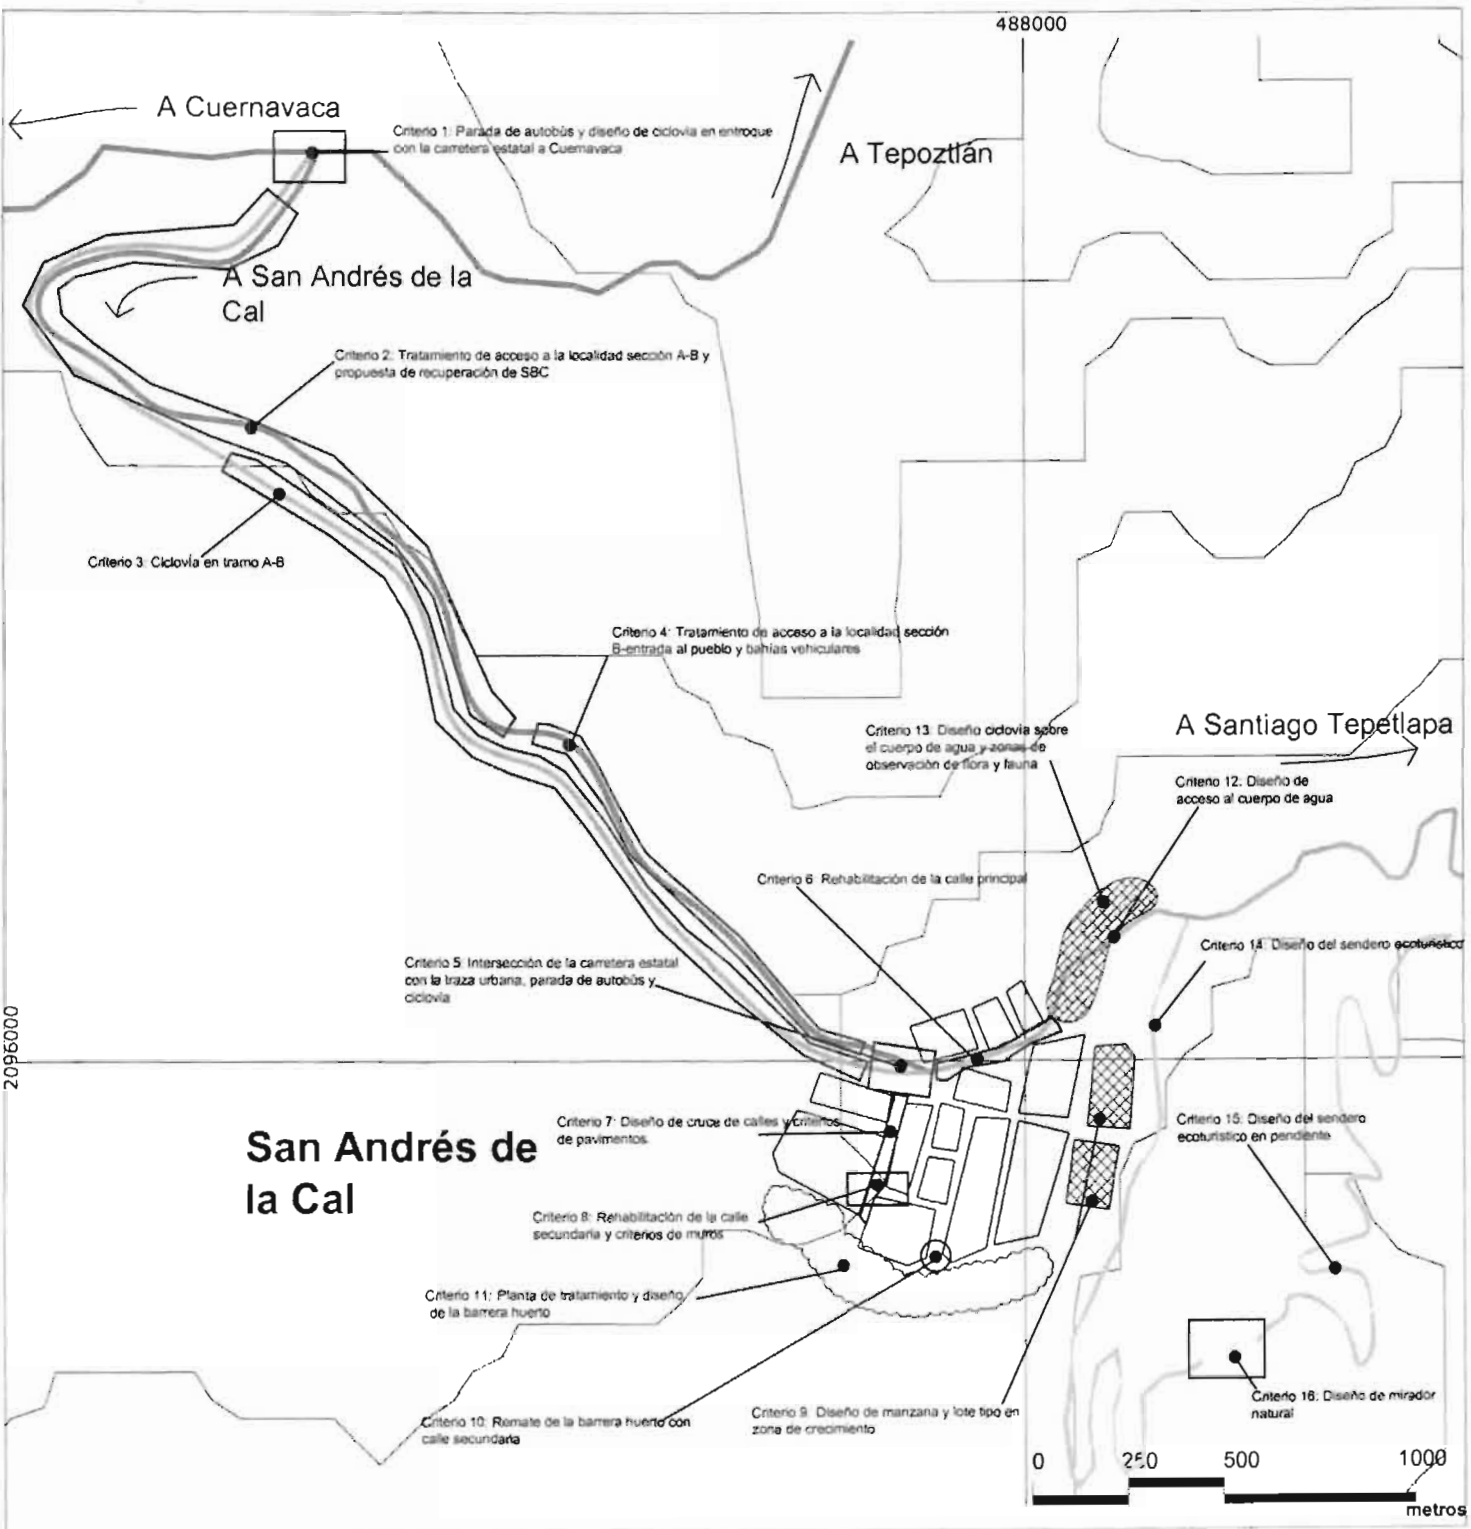 488000
A Cuernavaca
Criterio 1: Parada de autobús y diseño de ciclovía en entroque
con la carretera estatal a Cuernavaca
A Tepoztlán
A San Andrés de la
Cal
Criterio 2: Tratamiento de acceso a la localidad sección A-B y
propuesta de recuperación de SBC
Criterio 3: Ciclovía en tramo A-B
Criterio 4: Tratamiento de acceso a la localidad sección
B-entrada al pueblo y bahías vehiculares
Criterio 13: Diseño ciclovía sobre
el cuerpo de agua y zonas de
observación de flora y fauna
A Santiago Tepetlapa
Criterio 12: Diseño de
acceso al cuerpo de agua
Criterio 6: Rehabilitación de la calle principal
Criterio 14: Diseño del sendero ecoturístico
Criterio 5: Intersección de la carretera estatal
con la traza urbana, parada de autobús y
ciclovía
2096000
Criterio 7: Diseño de cruce de calles y criterios
de pavimentos
Criterio 15: Diseño del sendero
ecoturístico en pendiente
San Andrés de
la Cal
Criterio 8: Rehabilitación de la calle
secundaria y criterios de muros
Criterio 11: Planta de tratamiento y diseño
de la barrera huerto
Criterio 10: Remate de la barrera huerto con
calle secundaria
Criterio 9: Diseño de manzana y lote tipo en
zona de crecimiento
Criterio 16: Diseño de mirador
natural
0 250 500 1000
metros